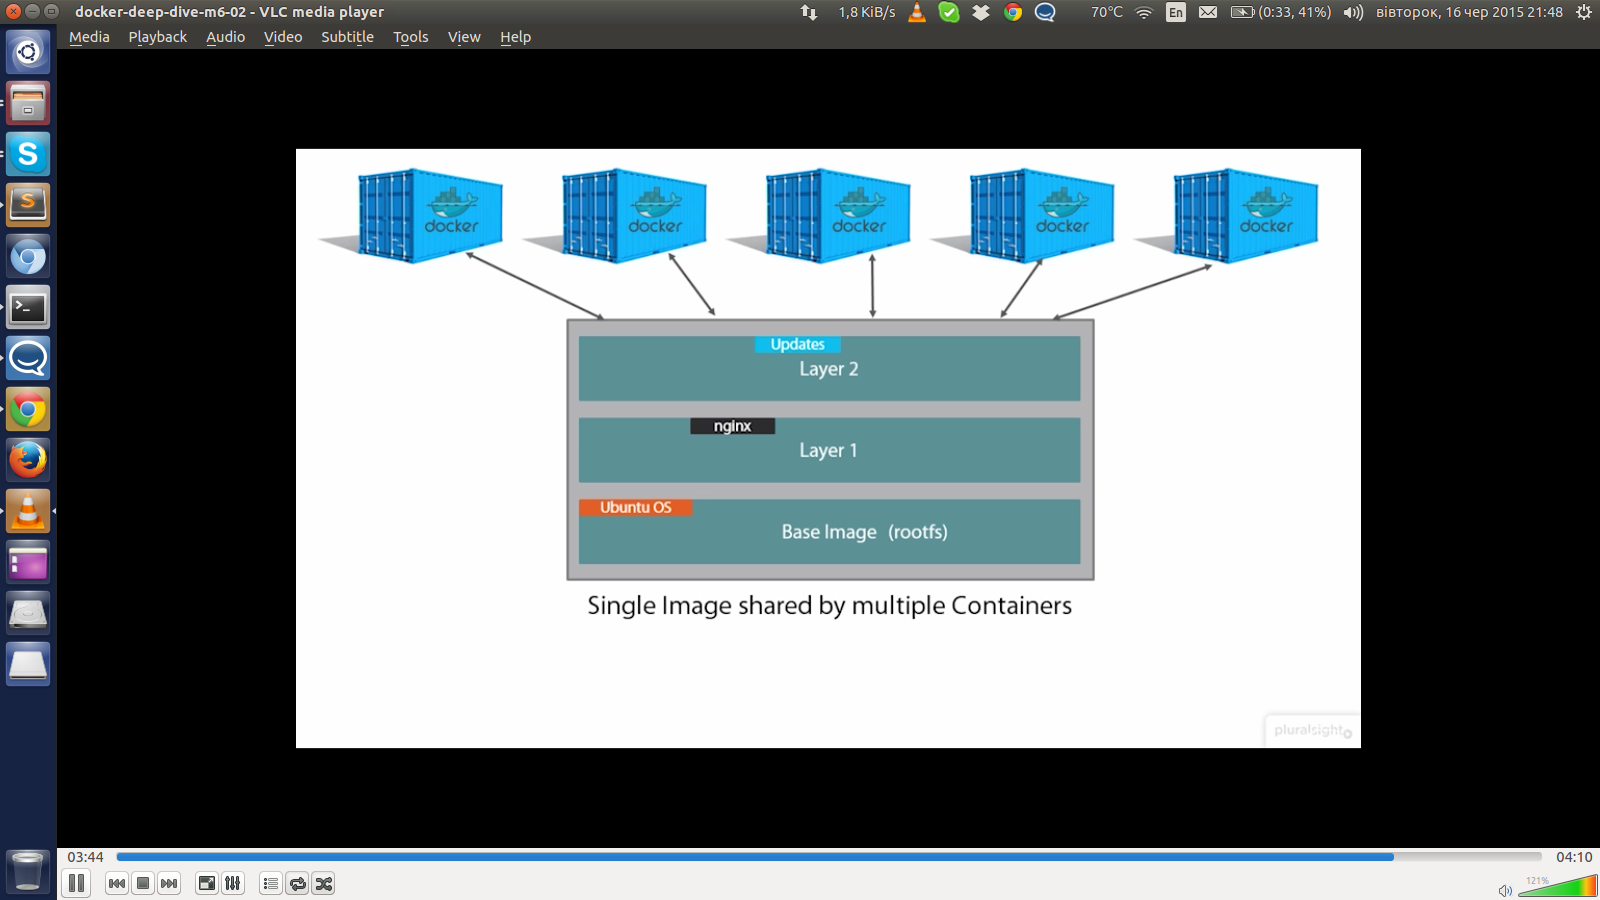 docker-deep-dive-m6-02 - VLC media player
1,8 KiB/s
70°C
En
(0:33, 41%)
вівторок, 16 чер 2015 21:48
Media Playback Audio Video Subtitle Tools View Help
docker docker docker docker docker
Updates
Layer 2
nginx
Layer 1
Ubuntu OS
Base Image (rootfs)
Single Image shared by multiple Containers
pluralsight
03:44
04:10
121%